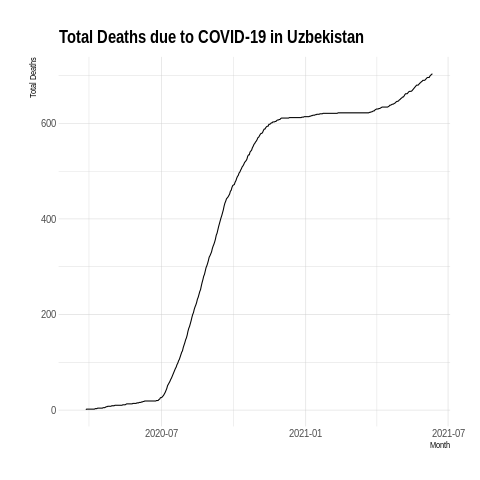 Total Deaths due to COVID-19 in Uzbekistan
Total Deaths
600
400
200
0
2020-07
2021-01
2021-07
Month